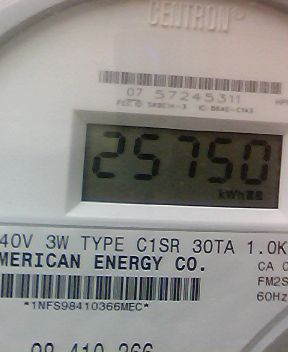 CENTRON®
07 57245311
25750
kWh
40V 3W TYPE C1SR 30TA 1.0K
MERICAN ENERGY CO.
CA 0
FM2S
*1NFS98410366MEC*
60Hz
98 410 366